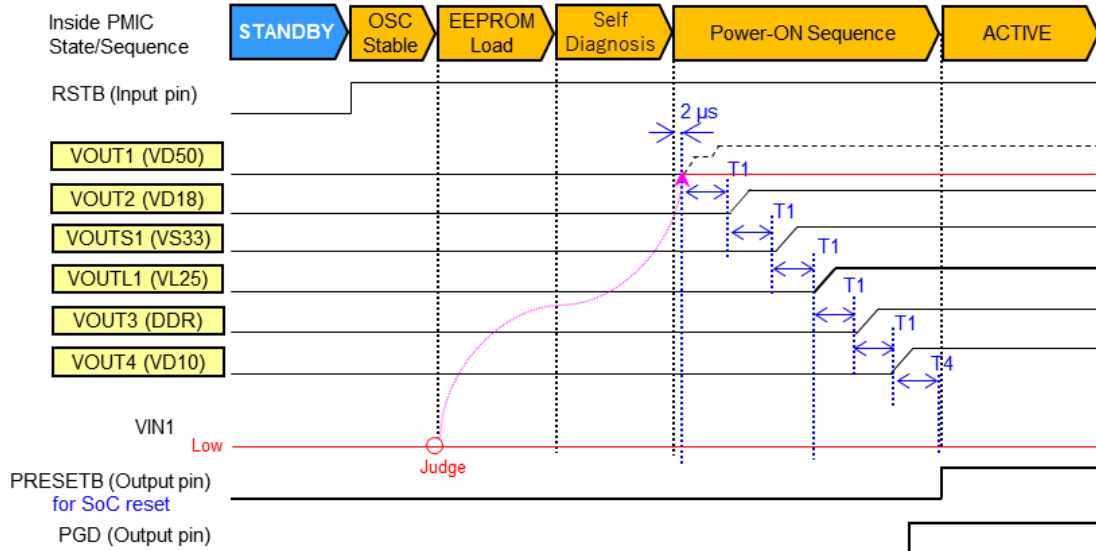 Inside PMIC
State/Sequence
STANDBY
OSC
Stable
EEPROM
Load
Self
Diagnosis
Power-ON Sequence
ACTIVE
RSTB (Input pin)
2 µs
VOUT1 (VD50)
T1
VOUT2 (VD18)
T1
VOUTS1 (VS33)
T1
VOUTL1 (VL25)
T1
VOUT3 (DDR)
T1
VOUT4 (VD10)
T4
VIN1
Low
Judge
PRESETB (Output pin)
for SoC reset
PGD (Output pin)